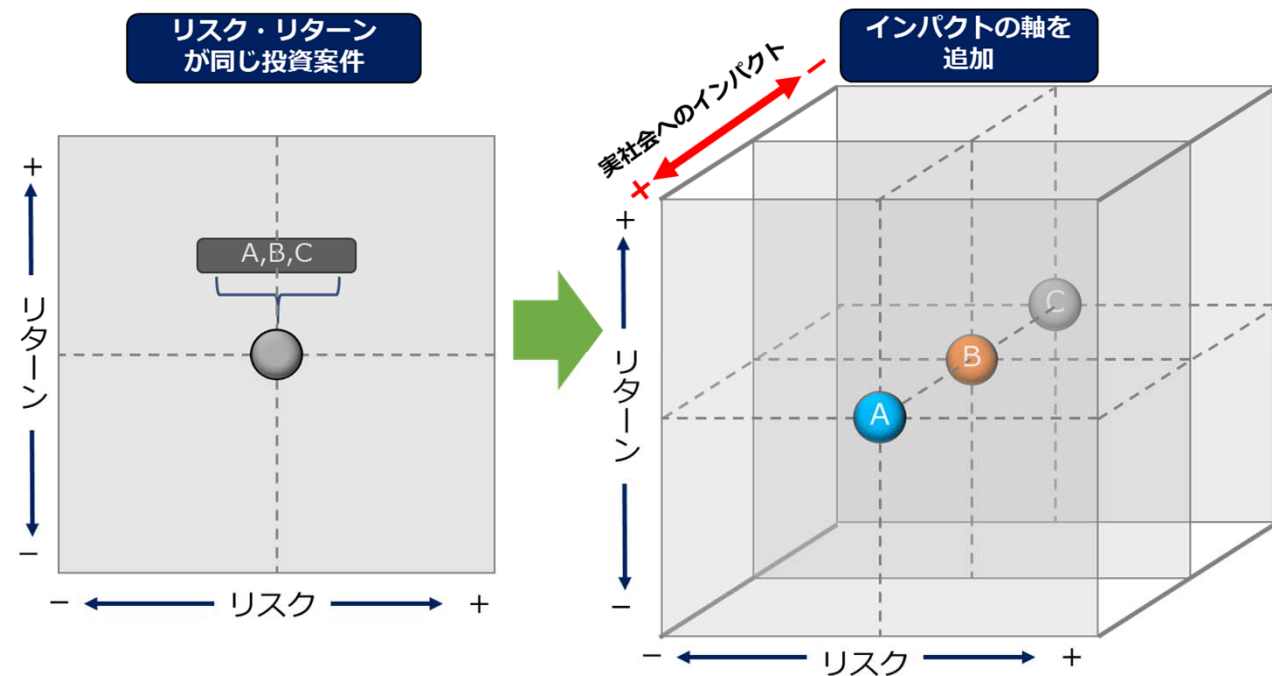 リスク・リターン
が同じ投資案件
+
リターン
−
A,B,C
− リスク +
インパクトの軸を
追加
実社会へのインパクト
+
−
+
リターン
−
A
B
C
− リスク +